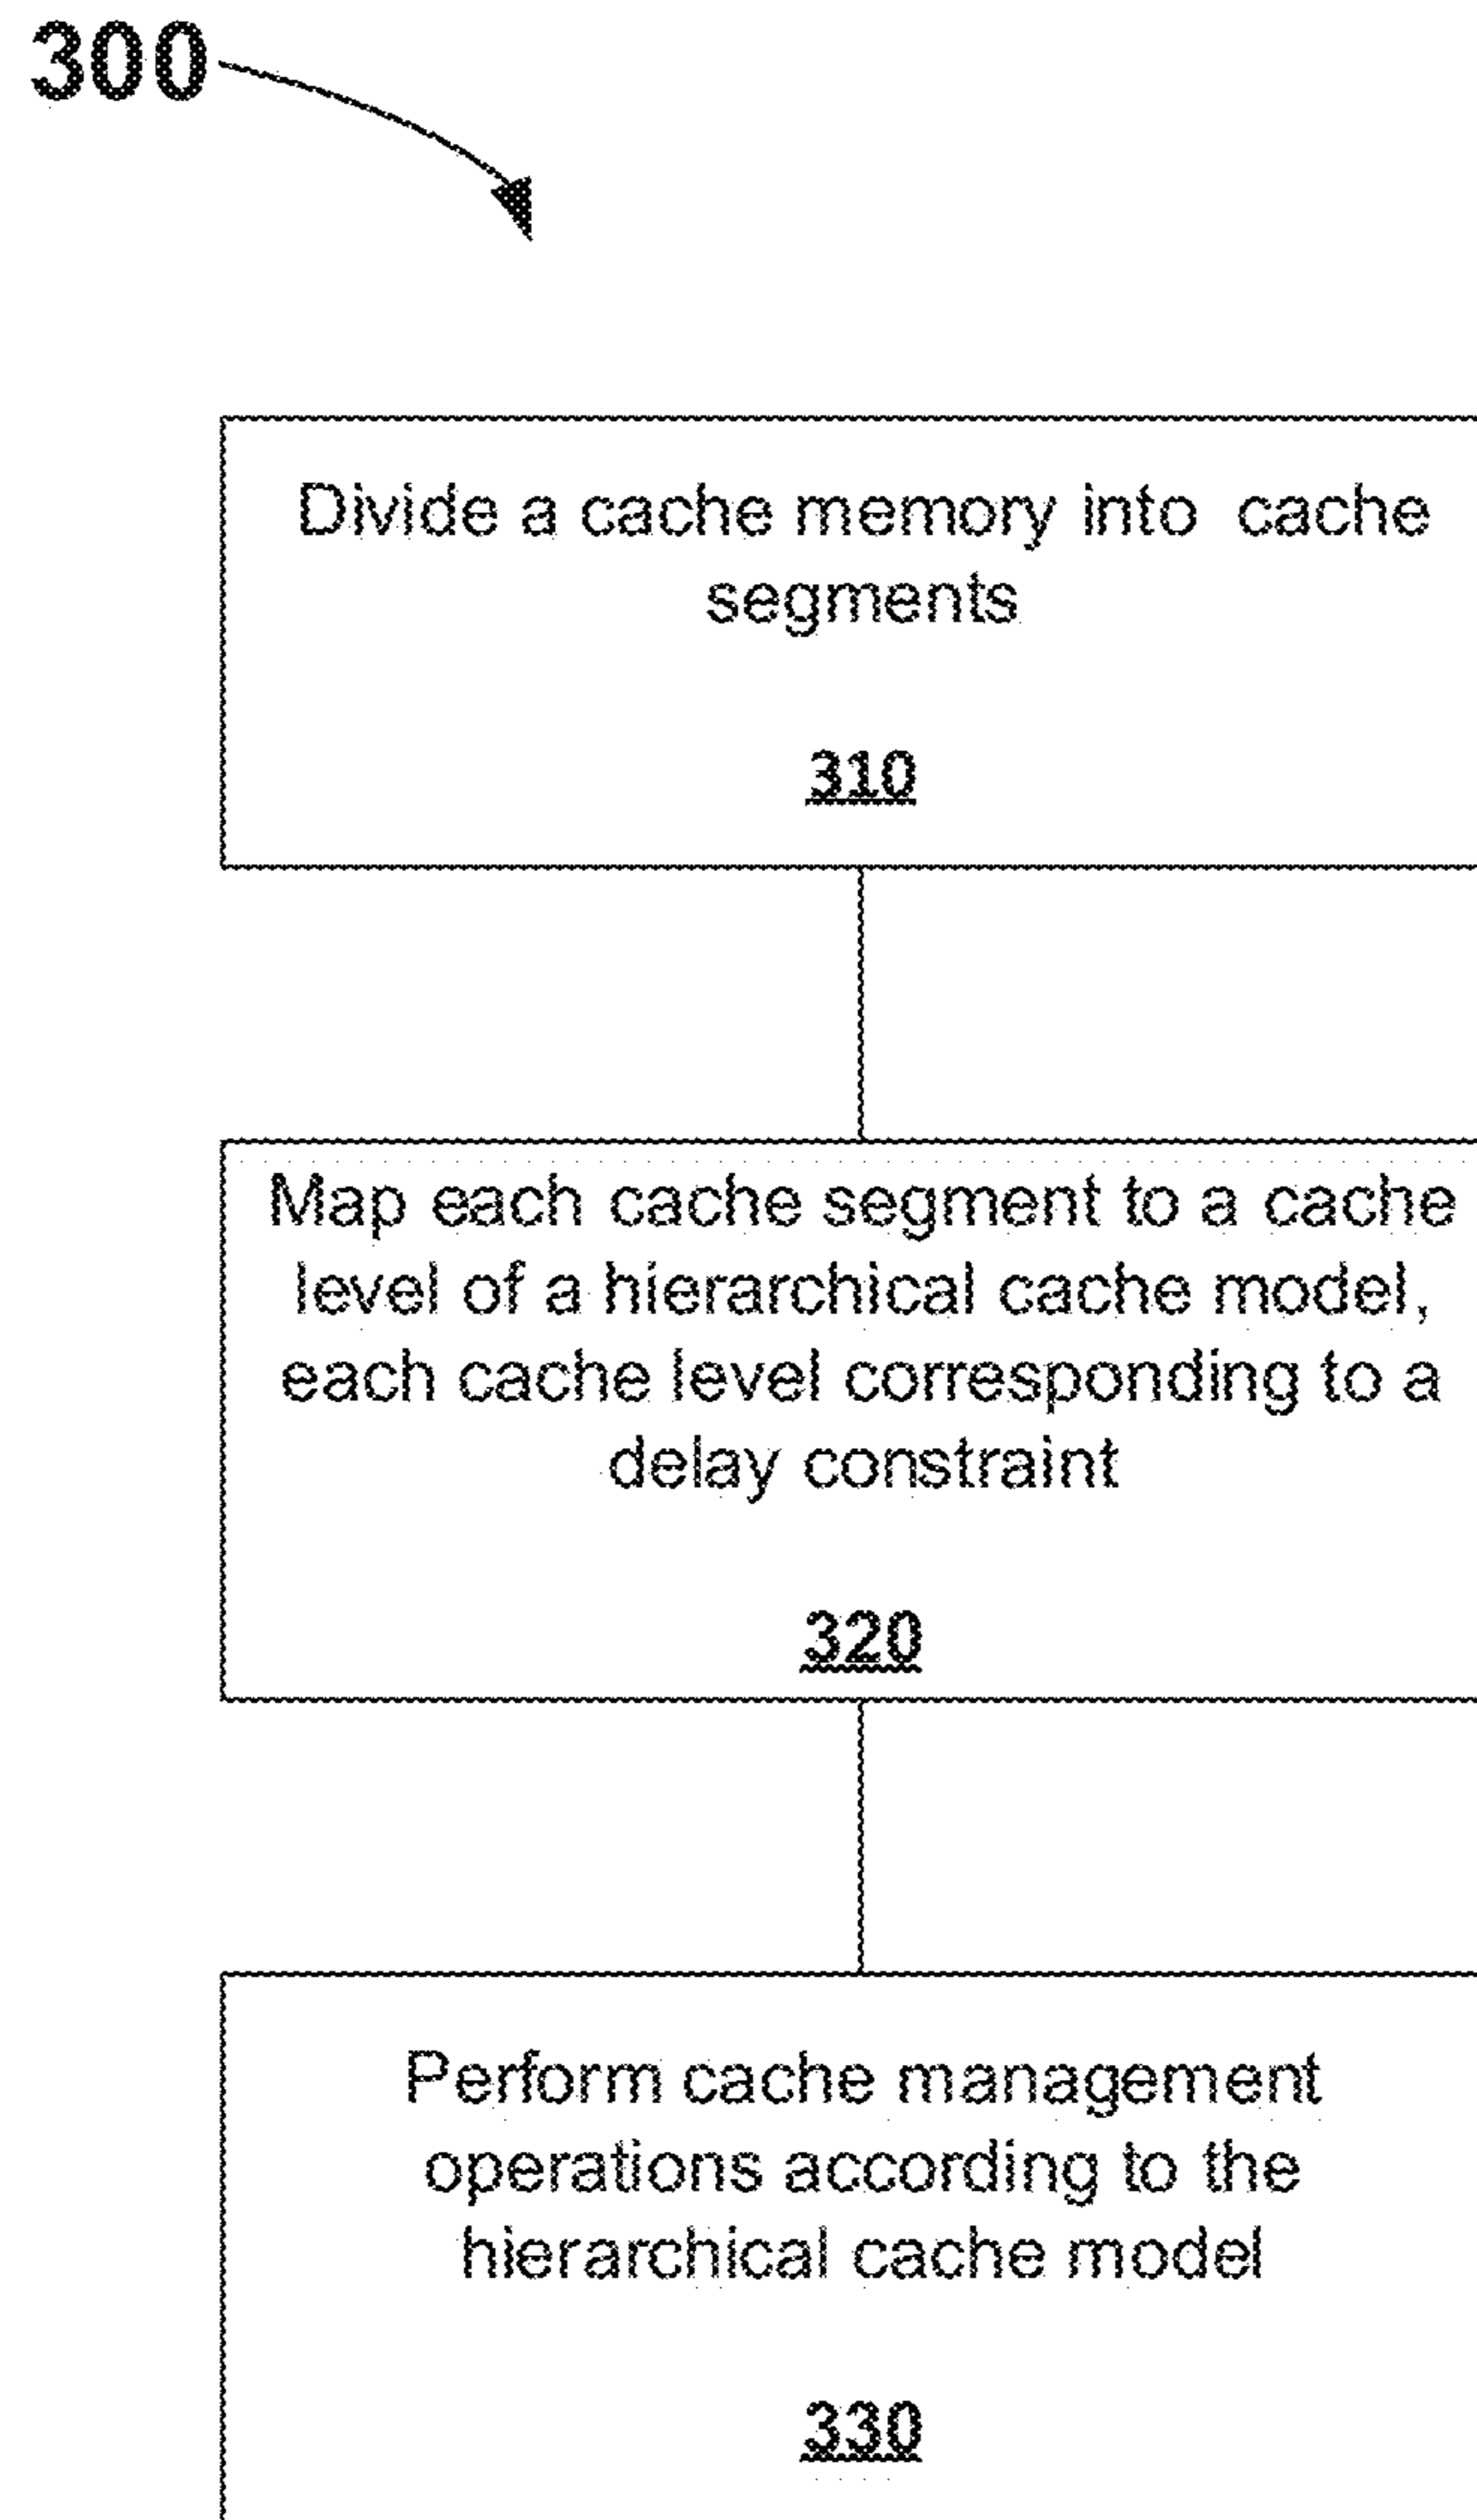 300
Divide a cache memory into cache
segments
310
Map each cache segment to a cache
level of a hierarchical cache model,
each cache level corresponding to a
delay constraint
320
Perform cache management
operations according to the
hierarchical cache model
330